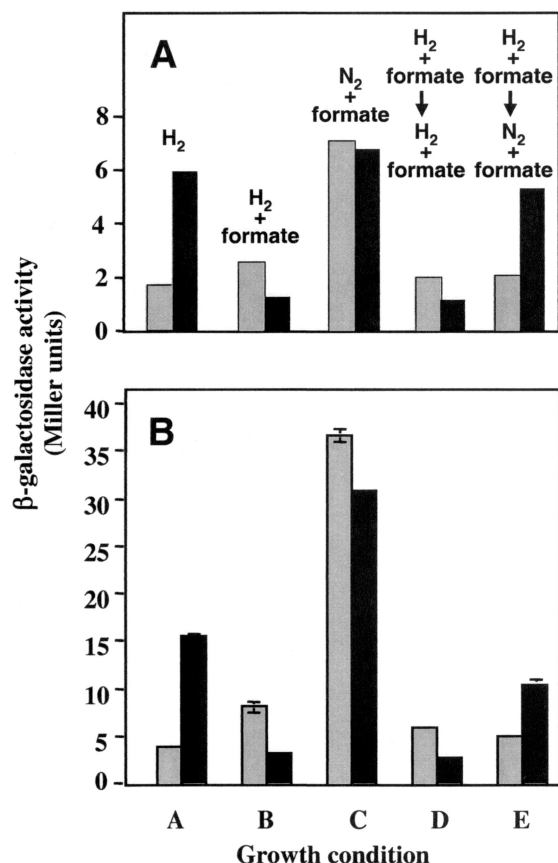 A
H2
H2
+
formate
N2
+
formate
H2
+
formate
H2
+
formate
H2
+
formate
N2
+
formate
8
6
4
2
0
β-galactosidase activity
(Miller units)
B
40
35
30
25
20
15
10
5
0
A B C D E
Growth condition